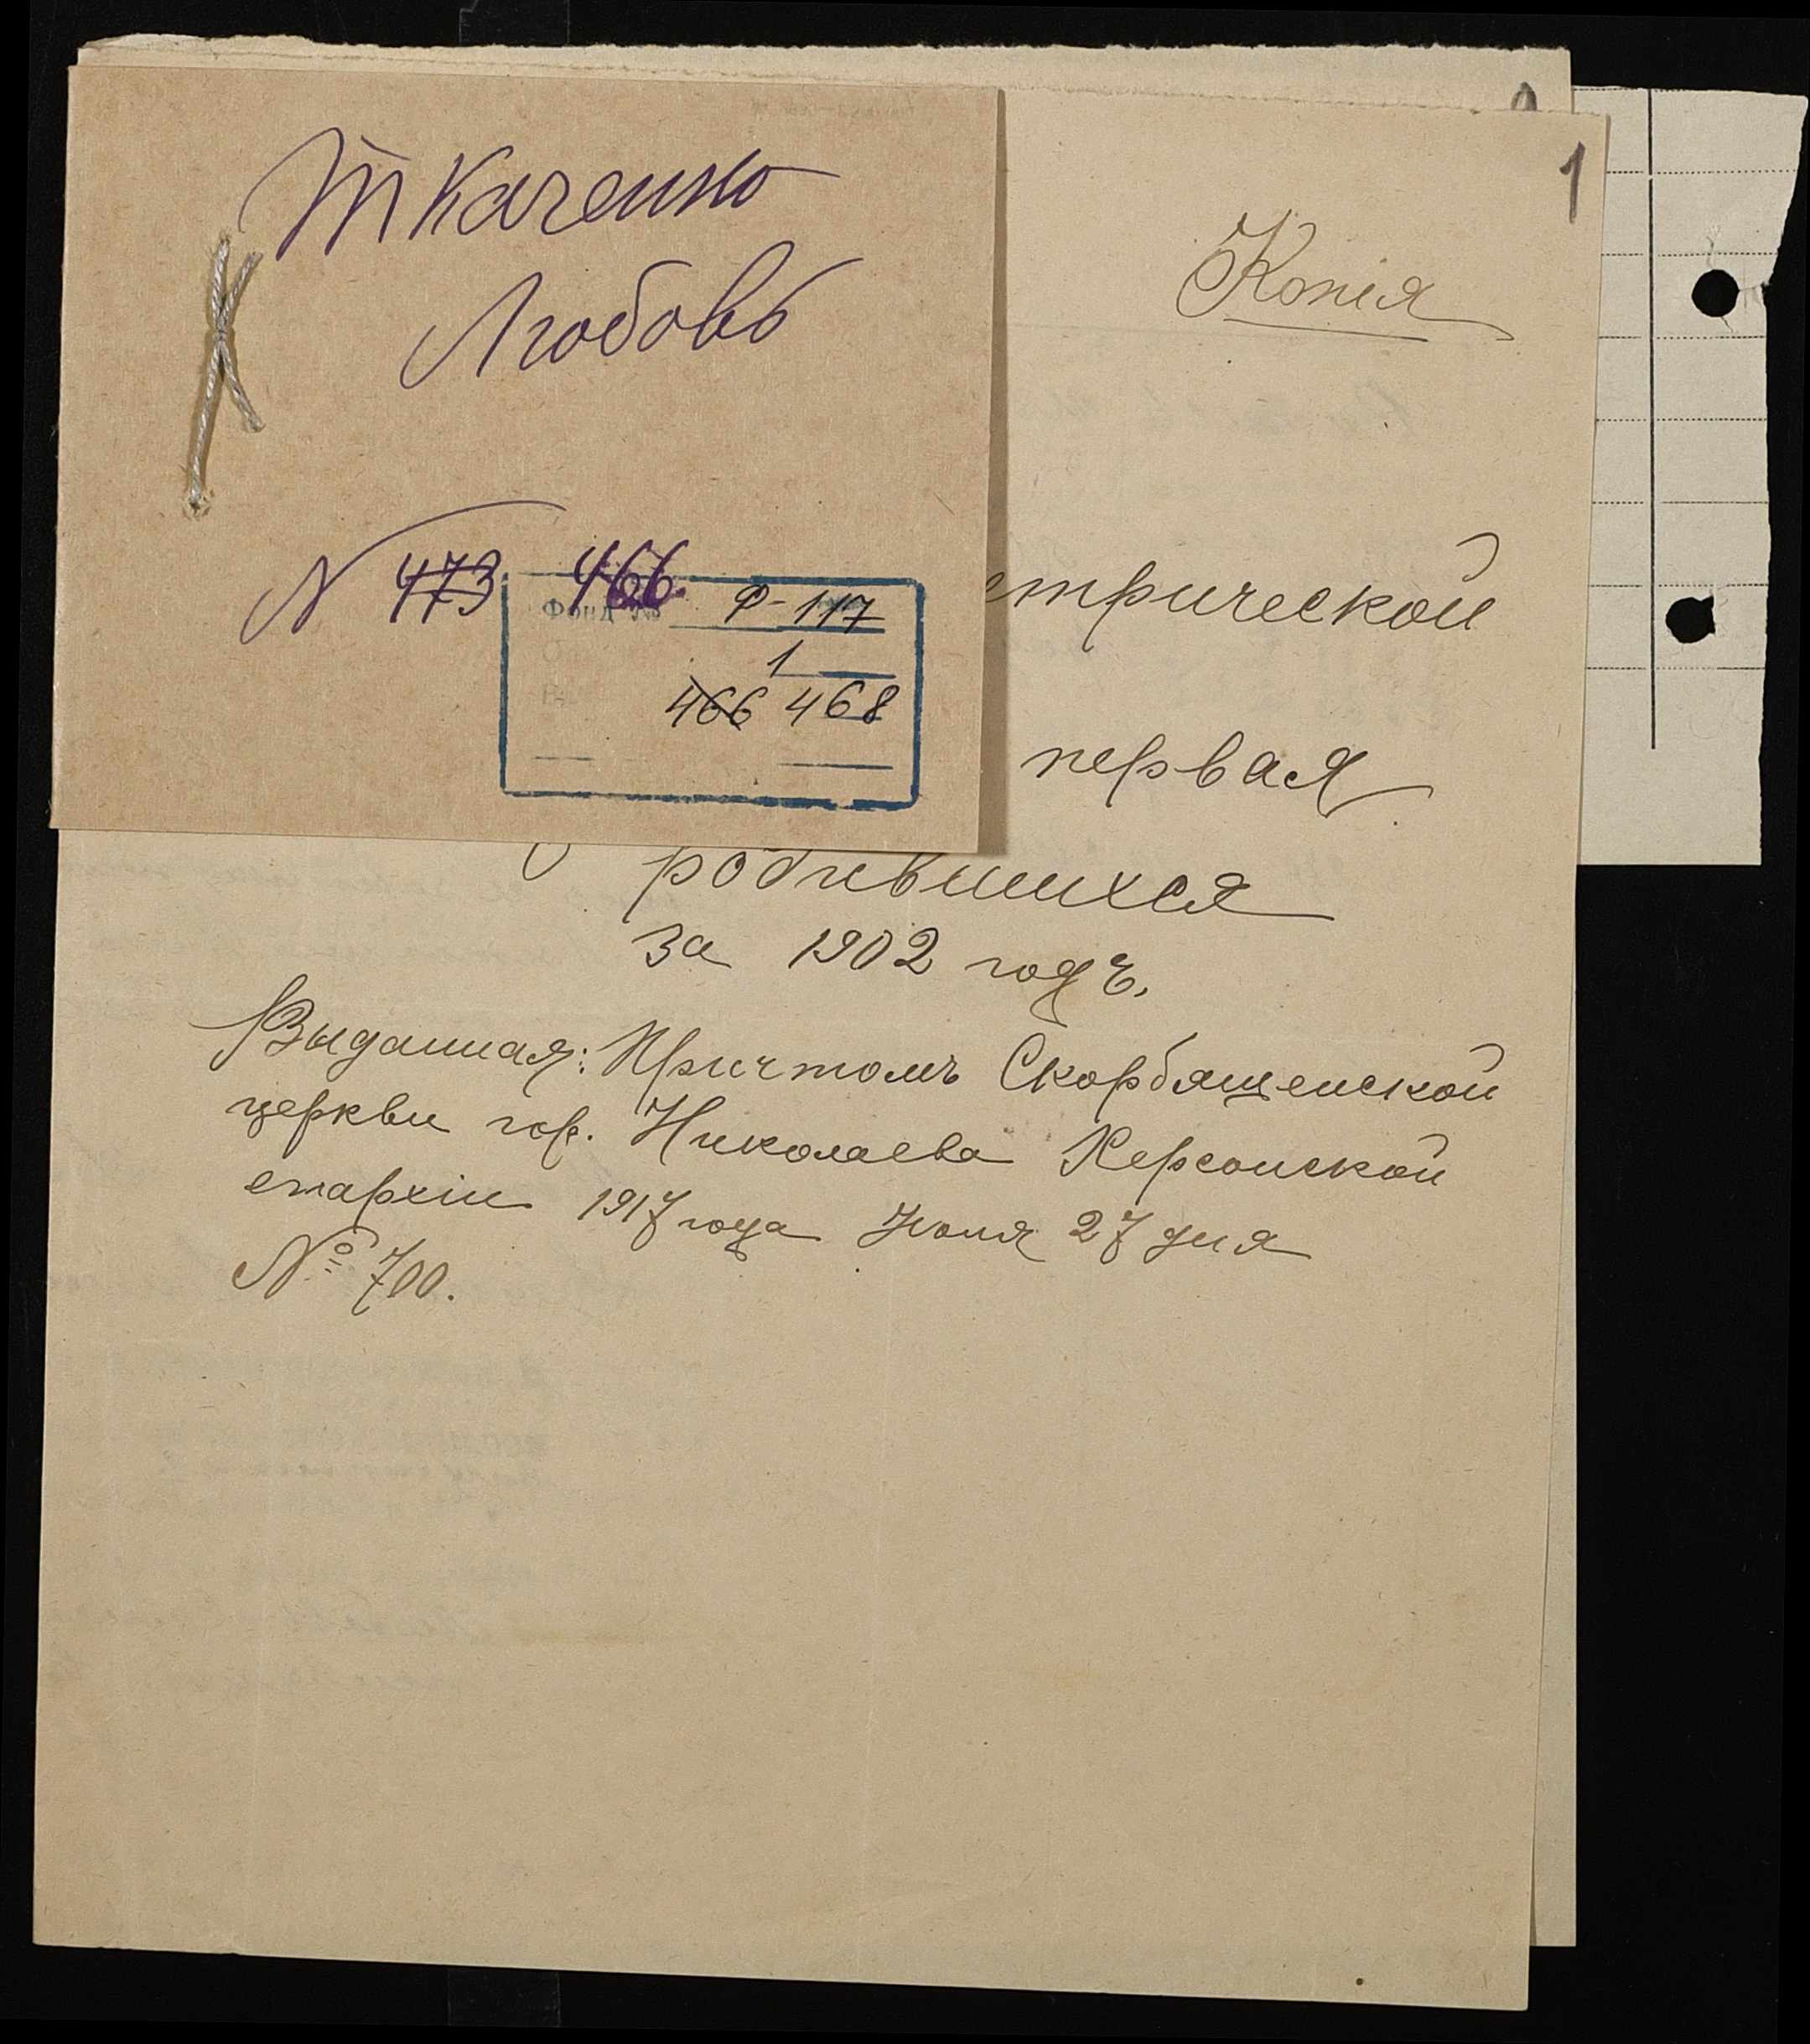 Ткаченко
Любовь
N 473 466.
Фонд № Р-117
1
466 468
1
Копія
етрической
первая
О родившихся
за 1902 годъ.
Выданная: Причтомъ Скорбященской
церкви гор. Николаева Херсонской
епархіи 1917 года Іюля 27 дня
№ 700.